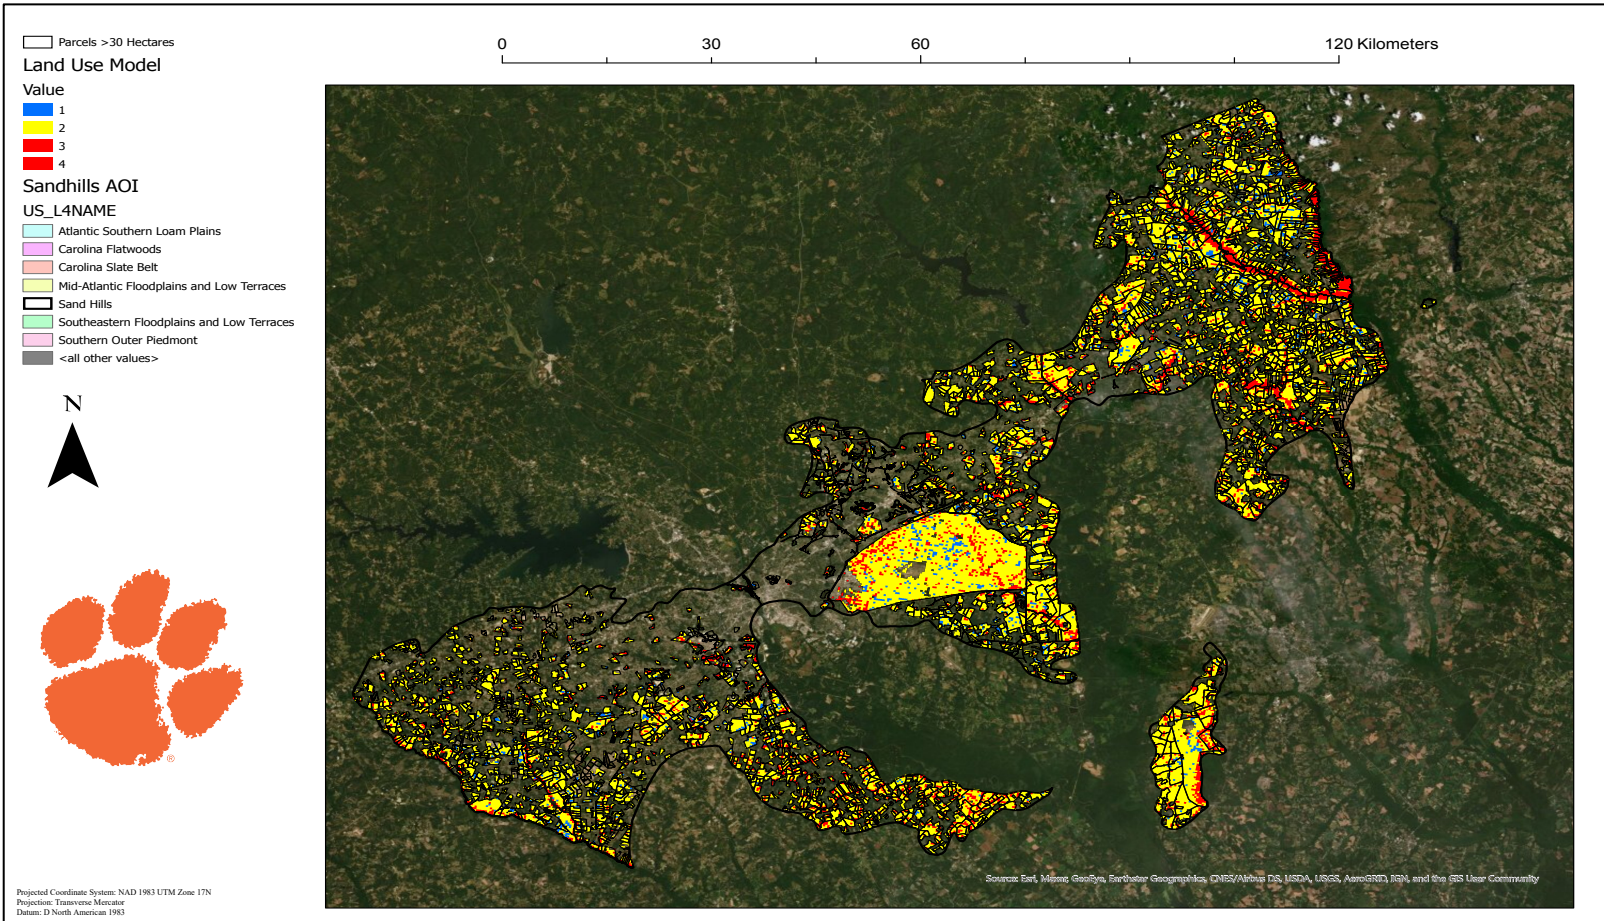 0 30 60 120 Kilometers
Parcels >30 Hectares
Land Use Model
Value
1
2
3
4
Sandhills AOI
US_L4NAME
Atlantic Southern Loam Plains
Carolina Flatwoods
Carolina Slate Belt
Mid-Atlantic Floodplains and Low Terraces
Sand Hills
Southeastern Floodplains and Low Terraces
Southern Outer Piedmont
<all other values>
N
®
Source: Esri, Maxar, GeoEye, Earthstar Geographics, CNES/Airbus DS, USDA, USGS, AeroGRID, IGN, and the GIS User Community
Projected Coordinate System: NAD 1983 UTM Zone 17N
Projection: Transverse Mercator
Datum: D North American 1983